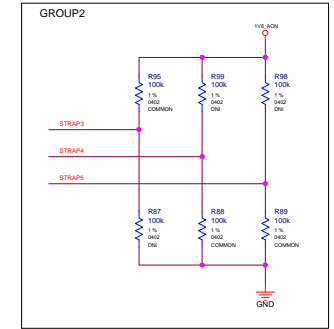 GROUP2
1V8_AON
R95
100k
1 %
0402
COMMON
R99
100k
1 %
0402
DNI
R98
100k
1 %
0402
DNI
STRAP3
STRAP4
STRAP5
R87
100k
1 %
0402
DNI
R88
100k
1 %
0402
COMMON
R89
100k
1 %
0402
COMMON
GND